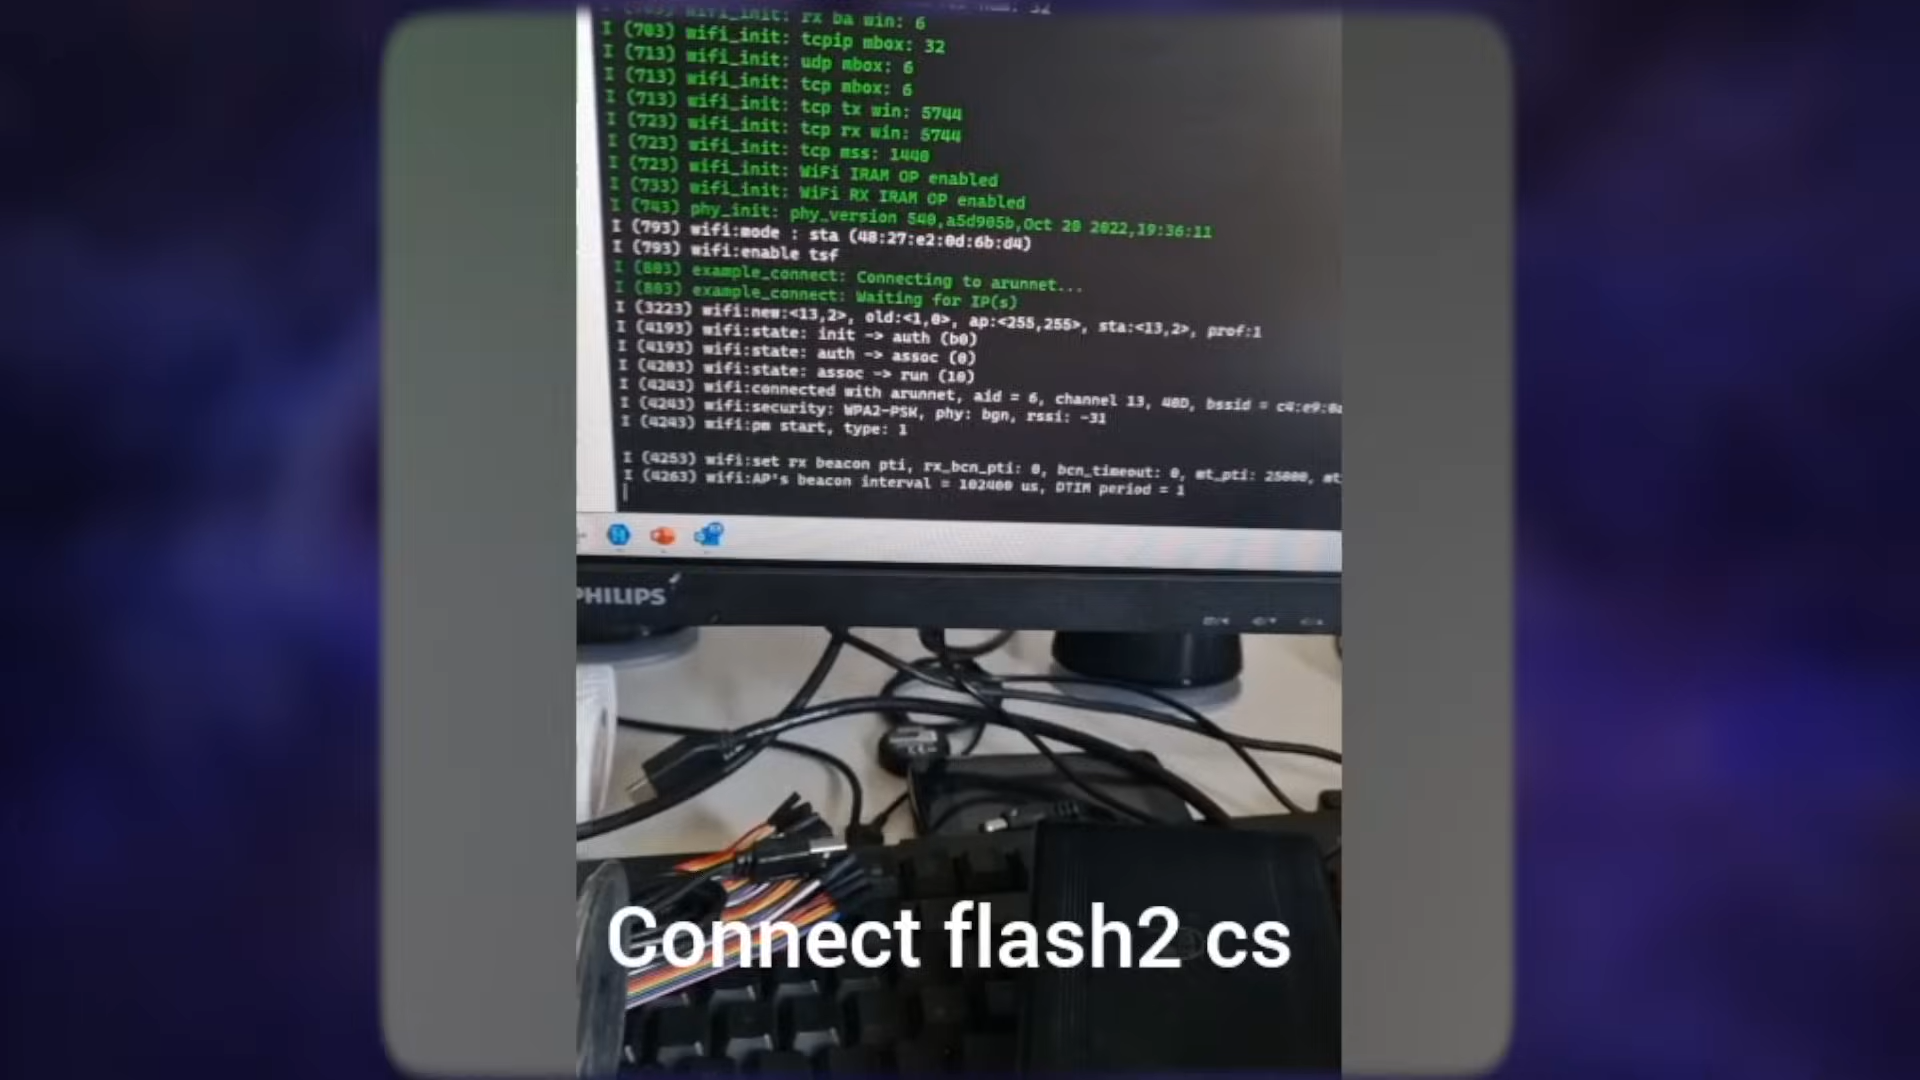 wifi_init: rx ba win: 6
I (703) wifi_init: tcpip mbox: 32
I (713) wifi_init: udp mbox: 6
I (713) wifi_init: tcp mbox: 6
I (713) wifi_init: tcp tx win: 5744
I (723) wifi_init: tcp rx win: 5744
I (723) wifi_init: tcp mss: 1440
I (723) wifi_init: WiFi IRAM OP enabled
I (733) wifi_init: WiFi RX IRAM OP enabled
I (743) phy_init: phy_version 540,a5d905b,Oct 20 2022,19:36:11
I (793) wifi:mode : sta (48:27:e2:0d:6b:d4)
I (793) wifi:enable tsf
I (803) example_connect: Connecting to arunnet...
I (803) example_connect: Waiting for IP(s)
I (3223) wifi:new:<13,2>, old:<1,0>, ap:<255,255>, sta:<13,2>, prof:1
I (4193) wifi:state: init -> auth (b0)
I (4193) wifi:state: auth -> assoc (0)
I (4203) wifi:state: assoc -> run (10)
I (4243) wifi:connected with arunnet, aid = 6, channel 13, 40D, bssid = c4:e9:0a
I (4243) wifi:security: WPA2-PSK, phy: bgn, rssi: -31
I (4243) wifi:pm start, type: 1
I (4253) wifi:set rx beacon pti, rx_bcn_pti: 0, bcn_timeout: 0, mt_pti: 25000, mt
I (4263) wifi:AP's beacon interval = 102400 us, DTIM period = 1
PHILIPS
Connect flash2 cs